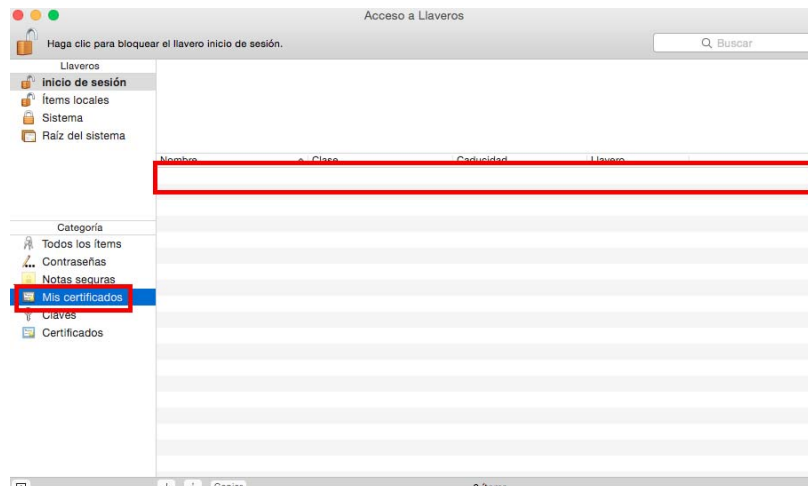 Acceso a Llaveros
Haga clic para bloquear el llavero inicio de sesión.
Buscar
Llaveros
inicio de sesión
Ítems locales
Sistema
Raíz del sistema
Nombre Clase Caducidad Llavero
Categoría
Todos los ítems
Contraseñas
Notas seguras
Mis certificados
Claves
Certificados
Copiar